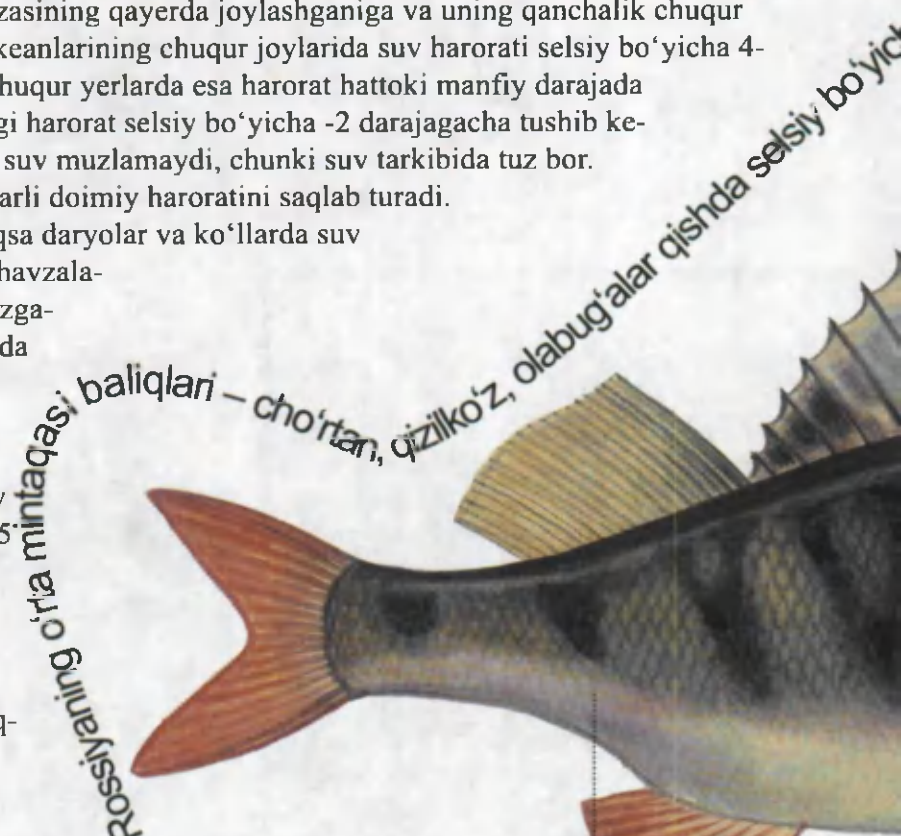 zasining qayerda joylashganiga va uning qanchalik chuqur
keanlarining chuqur joylarida suv harorati selsiy bo‘yicha 4-
huqur yerlarda esa harorat hattoki manfiy darajada
gi harorat selsiy bo‘yicha -2 darajagacha tushib ke-
suv muzlamaydi, chunki suv tarkibida tuz bor.
arli doimiy haroratini saqlab turadi.
qsa daryolar va ko‘llarda suv
havzala-
zga-
da
q-
Rossiyaning o‘rta mintaqasi baliqlari – cho‘rtan, qizilko‘z, olabug‘alar qishda selsiy bo‘yich